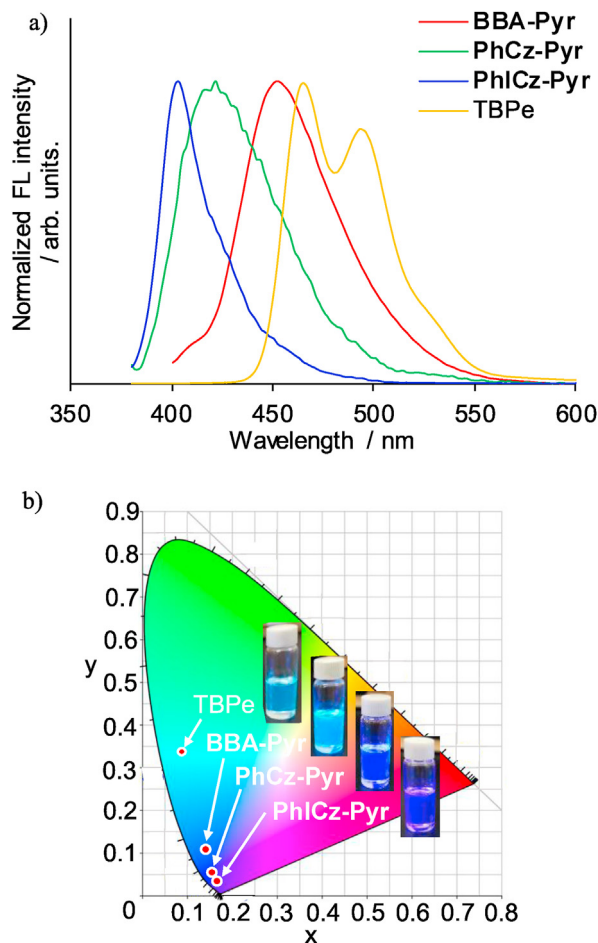 a)
BBA-Pyr
PhCz-Pyr
PhICz-Pyr
TBPe
Normalized FL intensity
/ arb. units.
350 400 450 500 550 600
Wavelength / nm
b)
0.9
0.8
0.7
0.6
y
0.5
TBPe
0.4
BBA-Pyr
0.3
PhCz-Pyr
0.2
PhICz-Pyr
0.1
0 0.1 0.2 0.3 0.4 0.5 0.6 0.7 0.8
x